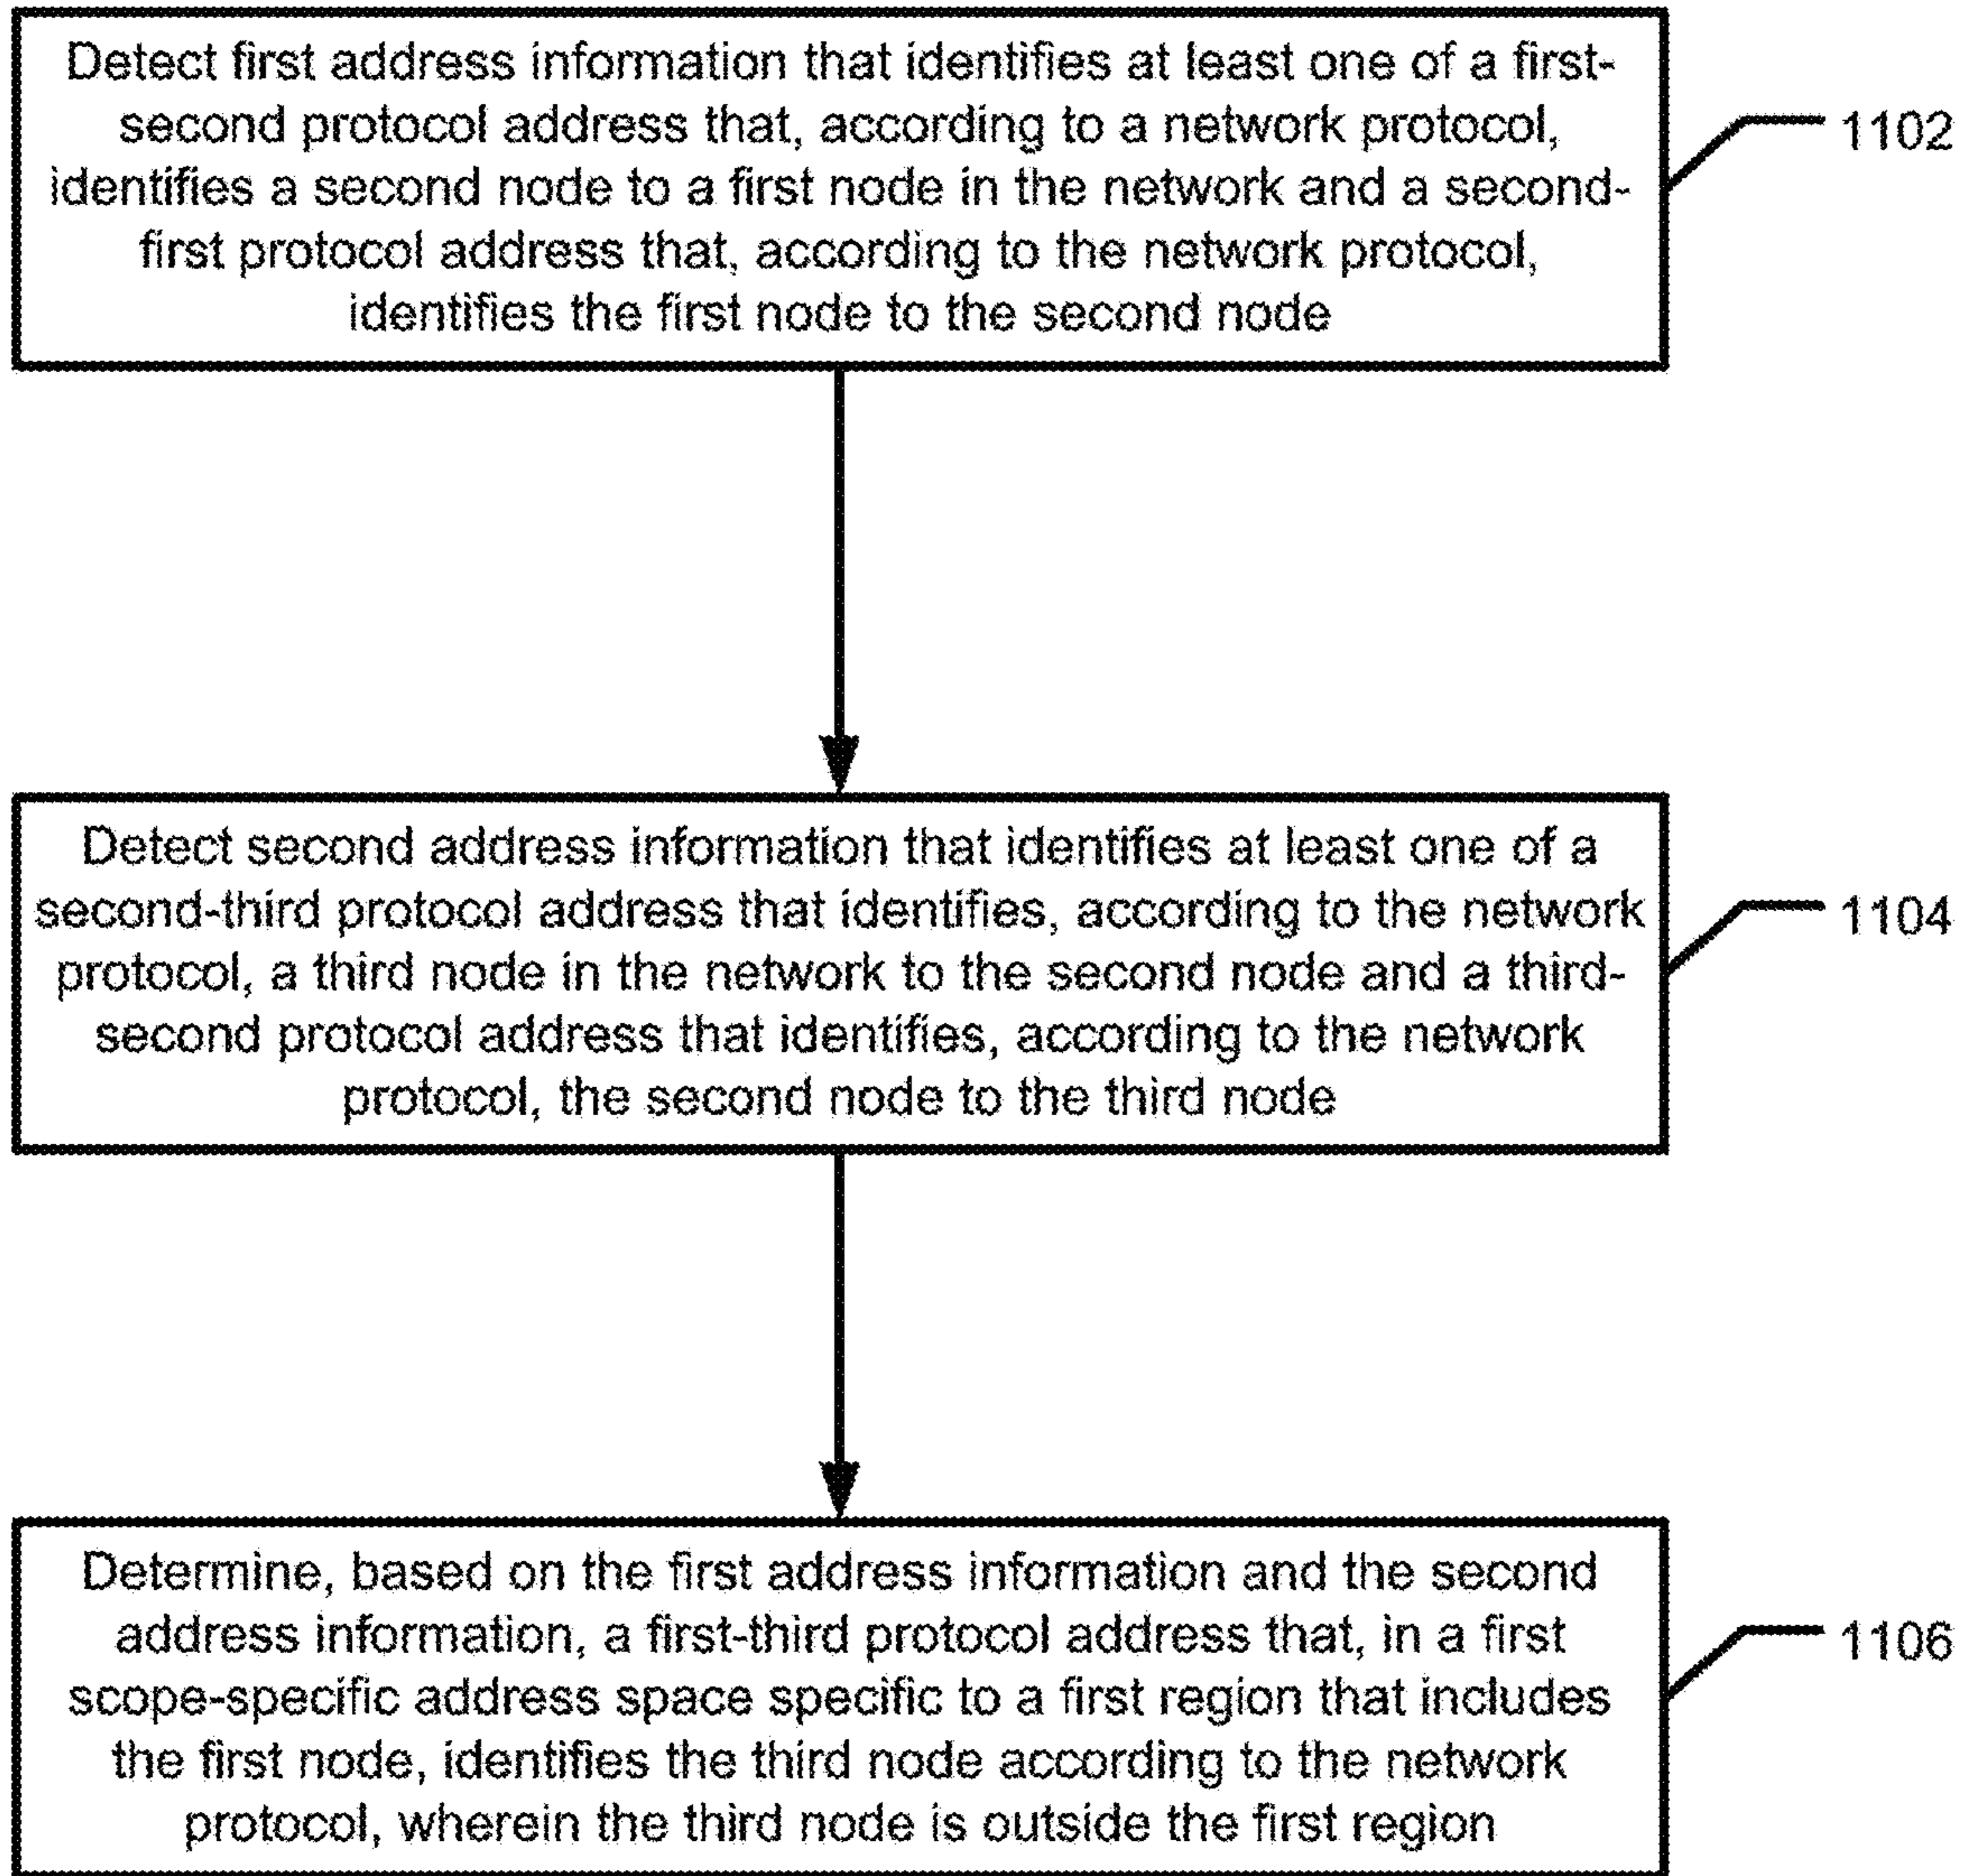 Detect first address information that identifies at least one of a first-
second protocol address that, according to a network protocol,
identifies a second node to a first node in the network and a second-
first protocol address that, according to the network protocol,
identifies the first node to the second node
1102
Detect second address information that identifies at least one of a
second-third protocol address that identifies, according to the network
protocol, a third node in the network to the second node and a third-
second protocol address that identifies, according to the network
protocol, the second node to the third node
1104
Determine, based on the first address information and the second
address information, a first-third protocol address that, in a first
scope-specific address space specific to a first region that includes
the first node, identifies the third node according to the network
protocol, wherein the third node is outside the first region
1106